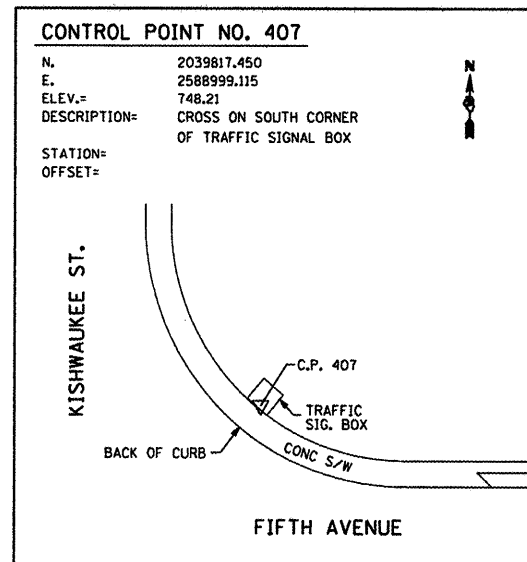 CONTROL POINT NO. 407
N. 2039817.450
E. 2588999.115
ELEV.= 748.21
DESCRIPTION= CROSS ON SOUTH CORNER
OF TRAFFIC SIGNAL BOX
STATION=
OFFSET=
N
KISHWAUKEE ST.
C.P. 407
TRAFFIC
SIG. BOX
BACK OF CURB
CONC S/W
FIFTH AVENUE